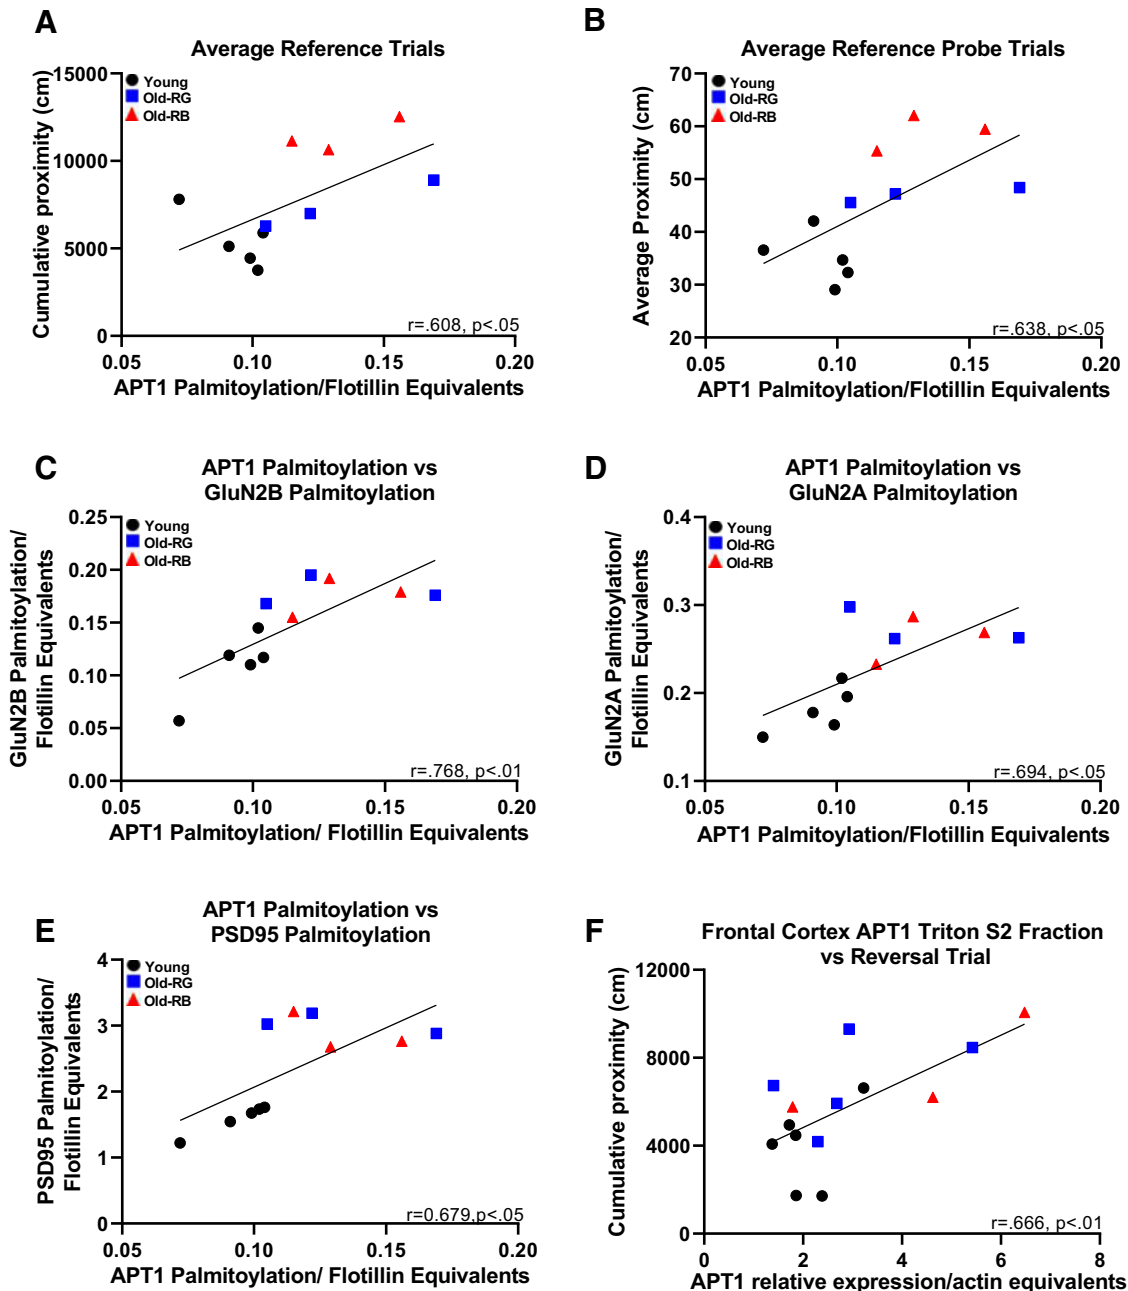 A
Average Reference Trials
Cumulative proximity (cm)
15000
10000
5000
0
Young
Old-RG
Old-RB
r=.608, p<.05
0.05 0.10 0.15 0.20
APT1 Palmitoylation/Flotillin Equivalents
B
Average Reference Probe Trials
Average Proximity (cm)
70
60
50
40
30
20
Young
Old-RG
Old-RB
r=.638, p<.05
0.05 0.10 0.15 0.20
APT1 Palmitoylation/Flotillin Equivalents
C
APT1 Palmitoylation vs
GluN2B Palmitoylation
GluN2B Palmitoylation/
Flotillin Equivalents
0.25
0.20
0.15
0.10
0.05
0.00
Young
Old-RG
Old-RB
r=.768, p<.01
0.05 0.10 0.15 0.20
APT1 Palmitoylation/ Flotillin Equivalents
D
APT1 Palmitoylation vs
GluN2A Palmitoylation
GluN2A Palmitoylation/
Flotillin Equivalents
0.4
0.3
0.2
0.1
Young
Old-RG
Old-RB
r=.694, p<.05
0.05 0.10 0.15 0.20
APT1 Palmitoylation/Flotillin Equivalents
E
APT1 Palmitoylation vs
PSD95 Palmitoylation
PSD95 Palmitoylation/
Flotillin Equivalents
4
3
2
1
0
Young
Old-RG
Old-RB
r=0.679,p<.05
0.05 0.10 0.15 0.20
APT1 Palmitoylation/ Flotillin Equivalents
F
Frontal Cortex APT1 Triton S2 Fraction
vs Reversal Trial
Cumulative proximity (cm)
12000
8000
4000
0
r=.666, p<.01
0 2 4 6 8
APT1 relative expression/actin equivalents